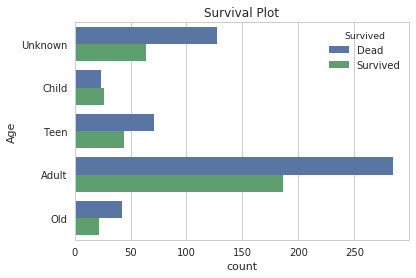 Survival Plot
Survived
Dead
Survived
Age
Unknown
Child
Teen
Adult
Old
0 50 100 150 200 250
count